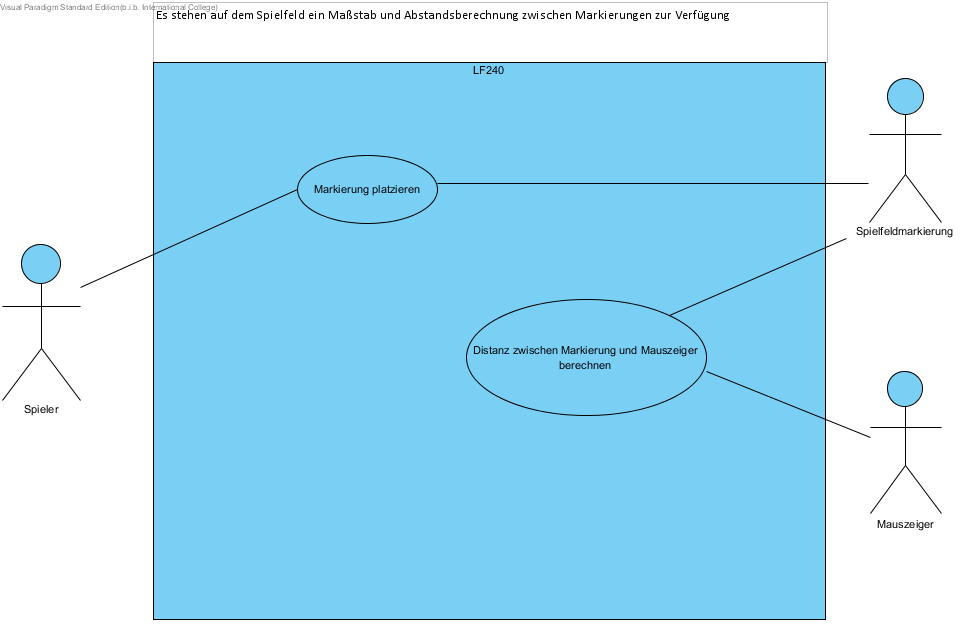 Visual Paradigm Standard Edition(b.i.b. International College)
Es stehen auf dem Spielfeld ein Maßstab und Abstandsberechnung zwischen Markierungen zur Verfügung
LF240
Markierung platzieren
Spielfeldmarkierung
Distanz zwischen Markierung und Mauszeiger
berechnen
Spieler
Mauszeiger